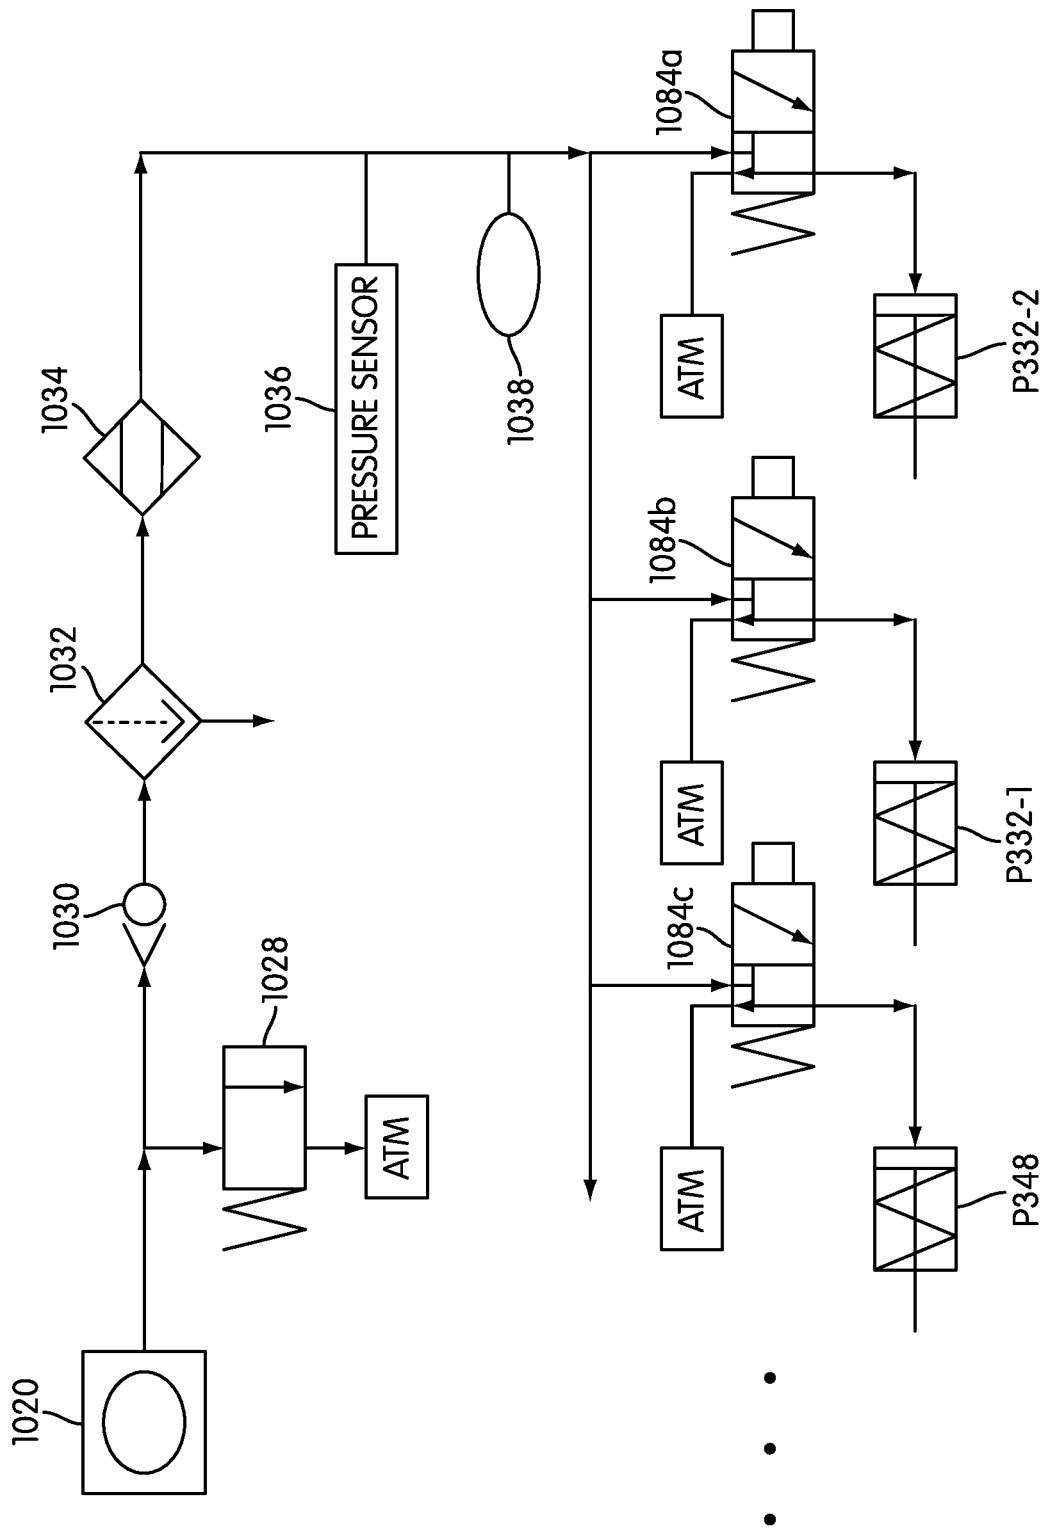 1020
1028
ATM
1030
1032
1034
1036
PRESSURE SENSOR
1038
1084c
ATM
P348
1084b
ATM
P332-1
1084a
ATM
P332-2